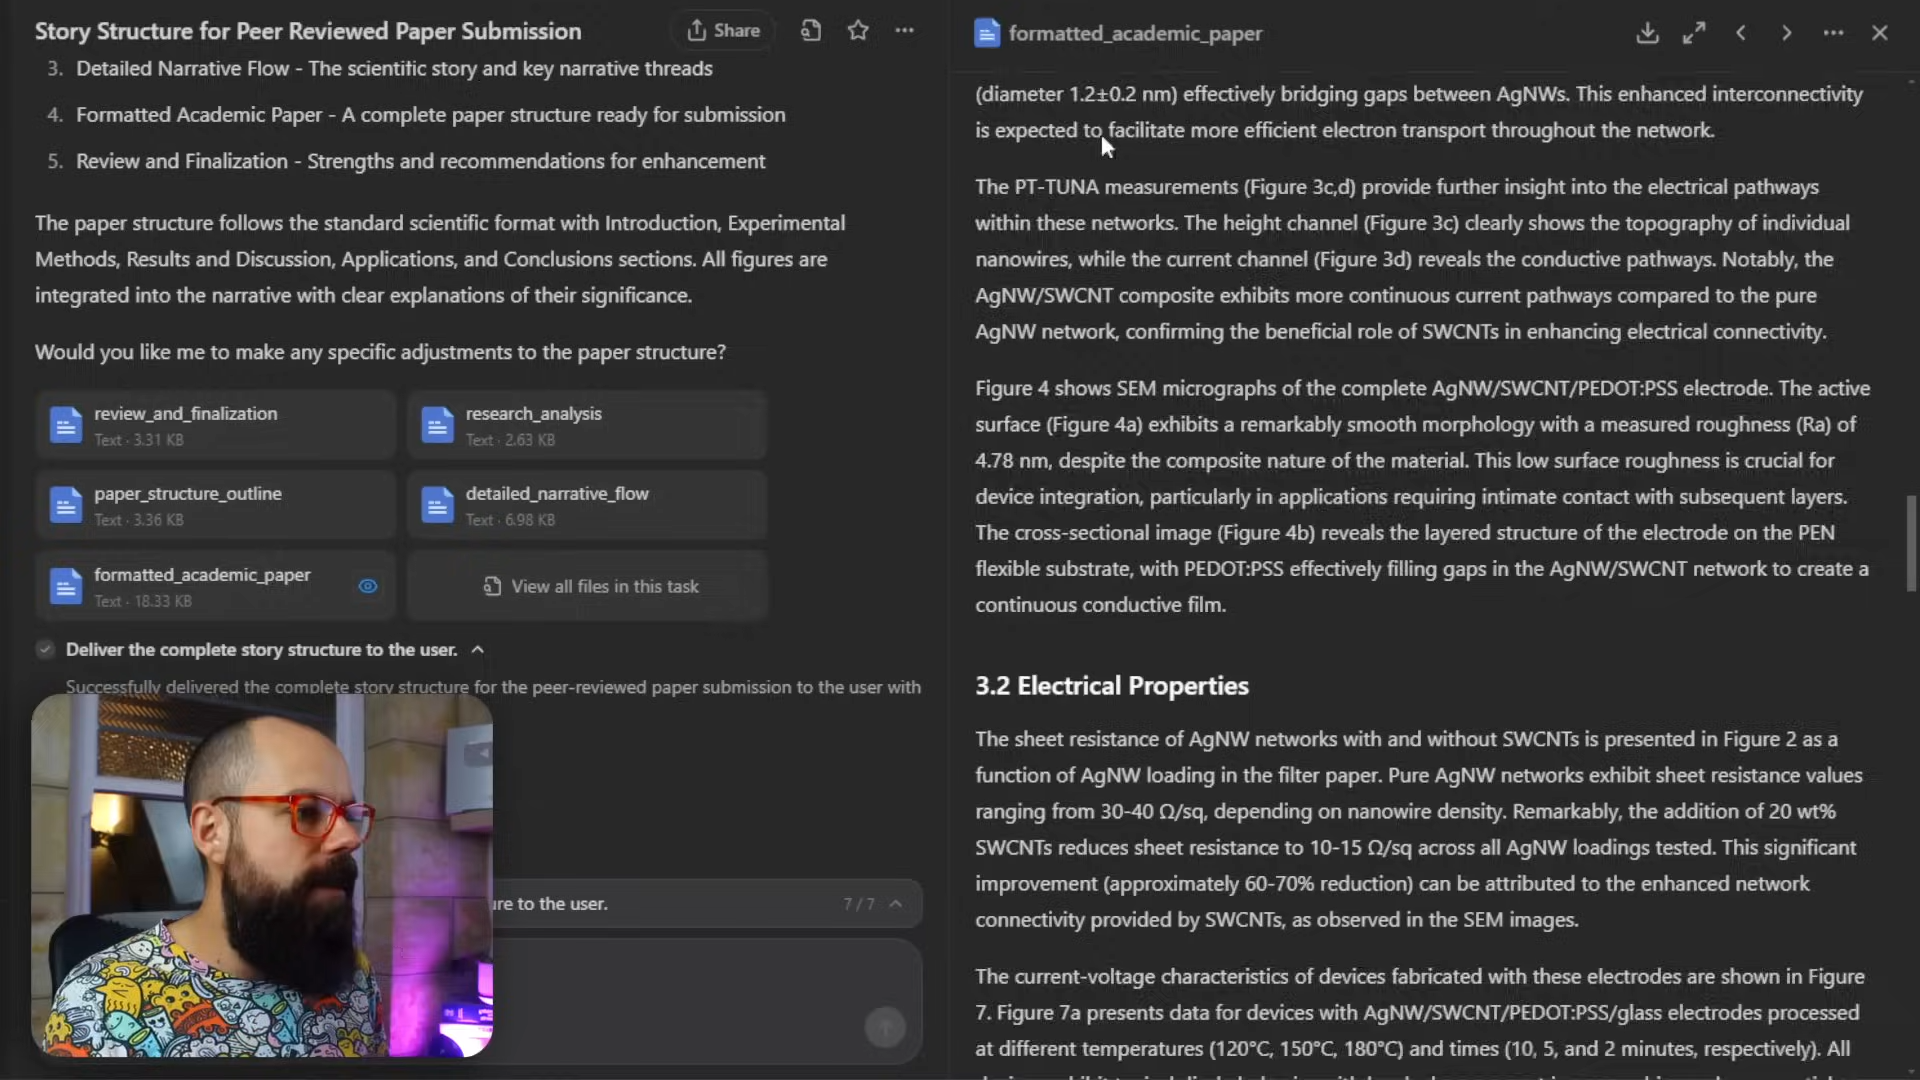 Story Structure for Peer Reviewed Paper Submission
Share
3. Detailed Narrative Flow - The scientific story and key narrative threads
4. Formatted Academic Paper - A complete paper structure ready for submission
5. Review and Finalization - Strengths and recommendations for enhancement
The paper structure follows the standard scientific format with Introduction, Experimental
Methods, Results and Discussion, Applications, and Conclusions sections. All figures are
integrated into the narrative with clear explanations of their significance.
Would you like me to make any specific adjustments to the paper structure?
review_and_finalization
Text · 3.31 KB
research_analysis
Text · 2.63 KB
paper_structure_outline
Text · 3.36 KB
detailed_narrative_flow
Text · 6.98 KB
formatted_academic_paper
Text · 18.33 KB
View all files in this task
Deliver the complete story structure to the user.
Successfully delivered the complete story structure for the peer-reviewed paper submission to the user with
re to the user.
7 / 7
formatted_academic_paper
(diameter 1.2±0.2 nm) effectively bridging gaps between AgNWs. This enhanced interconnectivity
is expected to facilitate more efficient electron transport throughout the network.
The PT-TUNA measurements (Figure 3c,d) provide further insight into the electrical pathways
within these networks. The height channel (Figure 3c) clearly shows the topography of individual
nanowires, while the current channel (Figure 3d) reveals the conductive pathways. Notably, the
AgNW/SWCNT composite exhibits more continuous current pathways compared to the pure
AgNW network, confirming the beneficial role of SWCNTs in enhancing electrical connectivity.
Figure 4 shows SEM micrographs of the complete AgNW/SWCNT/PEDOT:PSS electrode. The active
surface (Figure 4a) exhibits a remarkably smooth morphology with a measured roughness (Ra) of
4.78 nm, despite the composite nature of the material. This low surface roughness is crucial for
device integration, particularly in applications requiring intimate contact with subsequent layers.
The cross-sectional image (Figure 4b) reveals the layered structure of the electrode on the PEN
flexible substrate, with PEDOT:PSS effectively filling gaps in the AgNW/SWCNT network to create a
continuous conductive film.
3.2 Electrical Properties
The sheet resistance of AgNW networks with and without SWCNTs is presented in Figure 2 as a
function of AgNW loading in the filter paper. Pure AgNW networks exhibit sheet resistance values
ranging from 30-40 Ω/sq, depending on nanowire density. Remarkably, the addition of 20 wt%
SWCNTs reduces sheet resistance to 10-15 Ω/sq across all AgNW loadings tested. This significant
improvement (approximately 60-70% reduction) can be attributed to the enhanced network
connectivity provided by SWCNTs, as observed in the SEM images.
The current-voltage characteristics of devices fabricated with these electrodes are shown in Figure
7. Figure 7a presents data for devices with AgNW/SWCNT/PEDOT:PSS/glass electrodes processed
at different temperatures (120°C, 150°C, 180°C) and times (10, 5, and 2 minutes, respectively). All